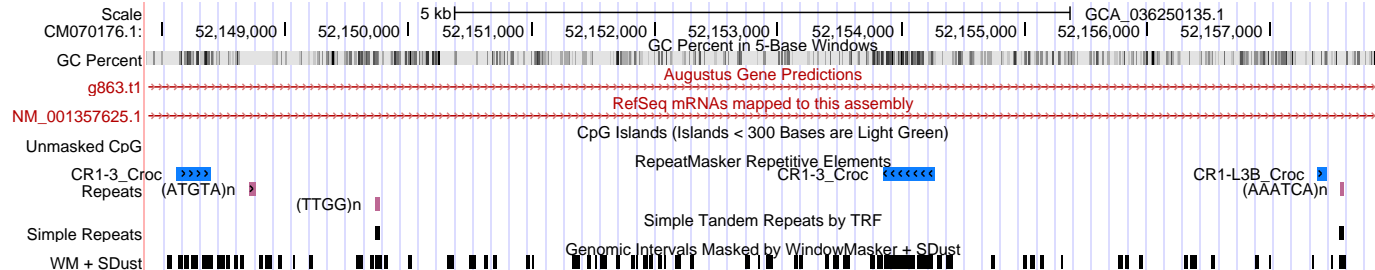 Scale 5 kb GCA_036250135.1
CM070176.1: 52,149,000 52,150,000 52,151,000 52,152,000 52,153,000 52,154,000 52,155,000 52,156,000 52,157,000
GC Percent in 5-Base Windows
GC Percent
Augustus Gene Predictions
g863.t1
RefSeq mRNAs mapped to this assembly
NM_001357625.1
CpG Islands (Islands < 300 Bases are Light Green)
Unmasked CpG
RepeatMasker Repetitive Elements
CR1-3_Croc CR1-3_Croc CR1-L3B_Croc
Repeats (ATGTA)n (AAATCA)n
(TTGG)n
Simple Tandem Repeats by TRF
Simple Repeats
Genomic Intervals Masked by WindowMasker + SDust
WM + SDust